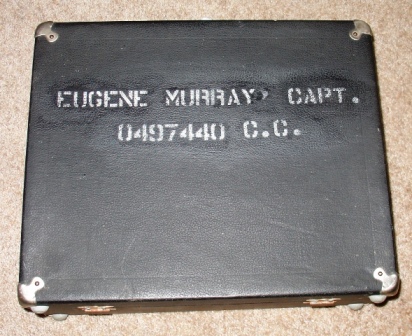 EUGENE MURRAY, CAPT.
0497440 C.C.